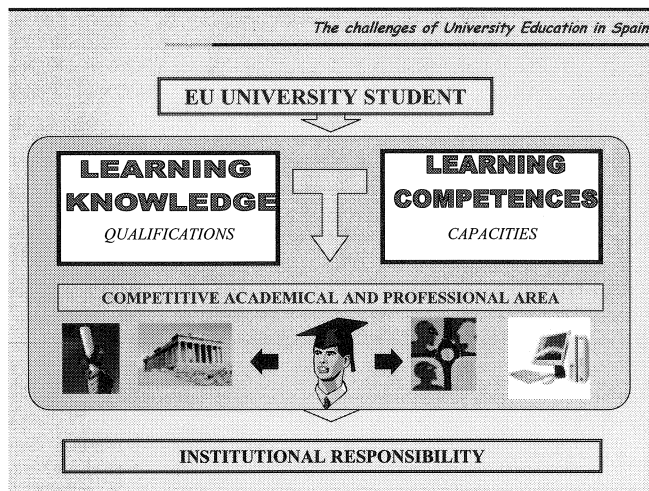 The challenges of University Education in Spain
EU UNIVERSITY STUDENT
LEARNING
KNOWLEDGE
QUALIFICATIONS
LEARNING
COMPETENCES
CAPACITIES
COMPETITIVE ACADEMICAL AND PROFESSIONAL AREA
INSTITUTIONAL RESPONSIBILITY